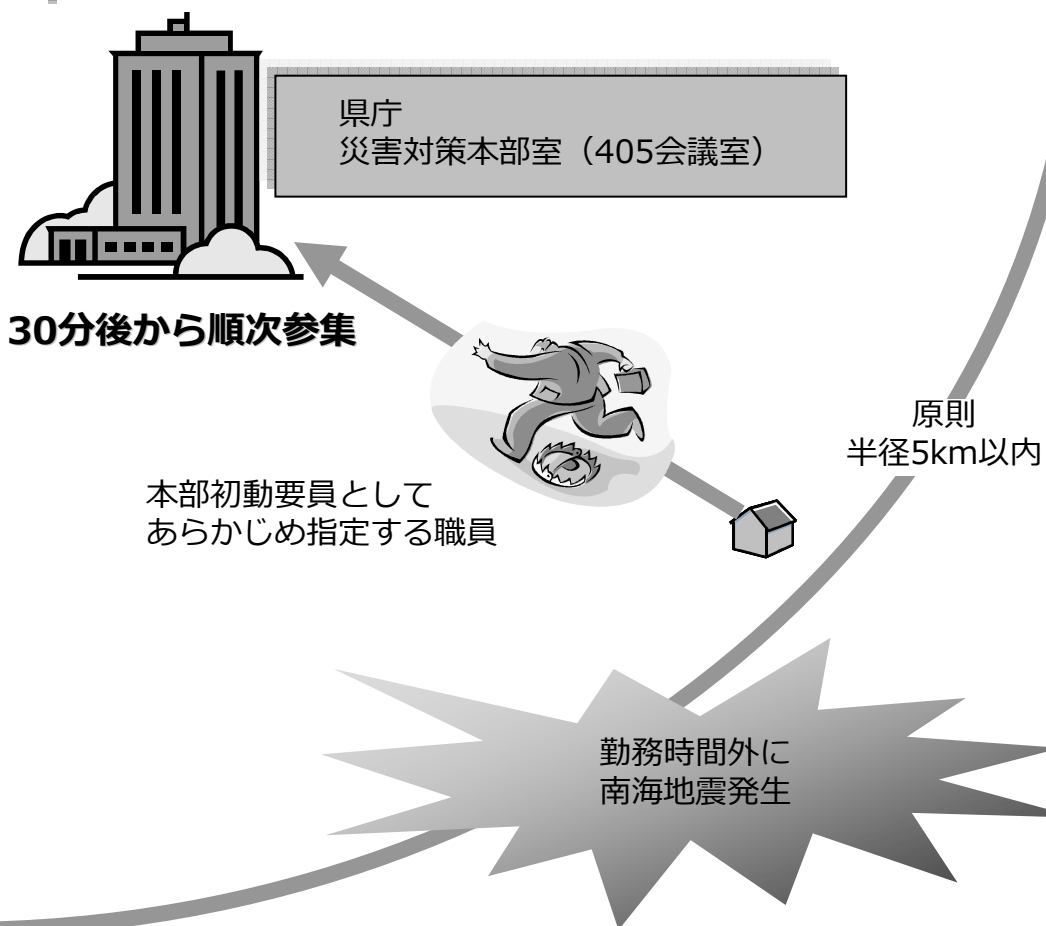 県庁
災害対策本部室（405会議室）
30分後から順次参集
原則
半径5km以内
本部初動要員として
あらかじめ指定する職員
勤務時間外に
南海地震発生